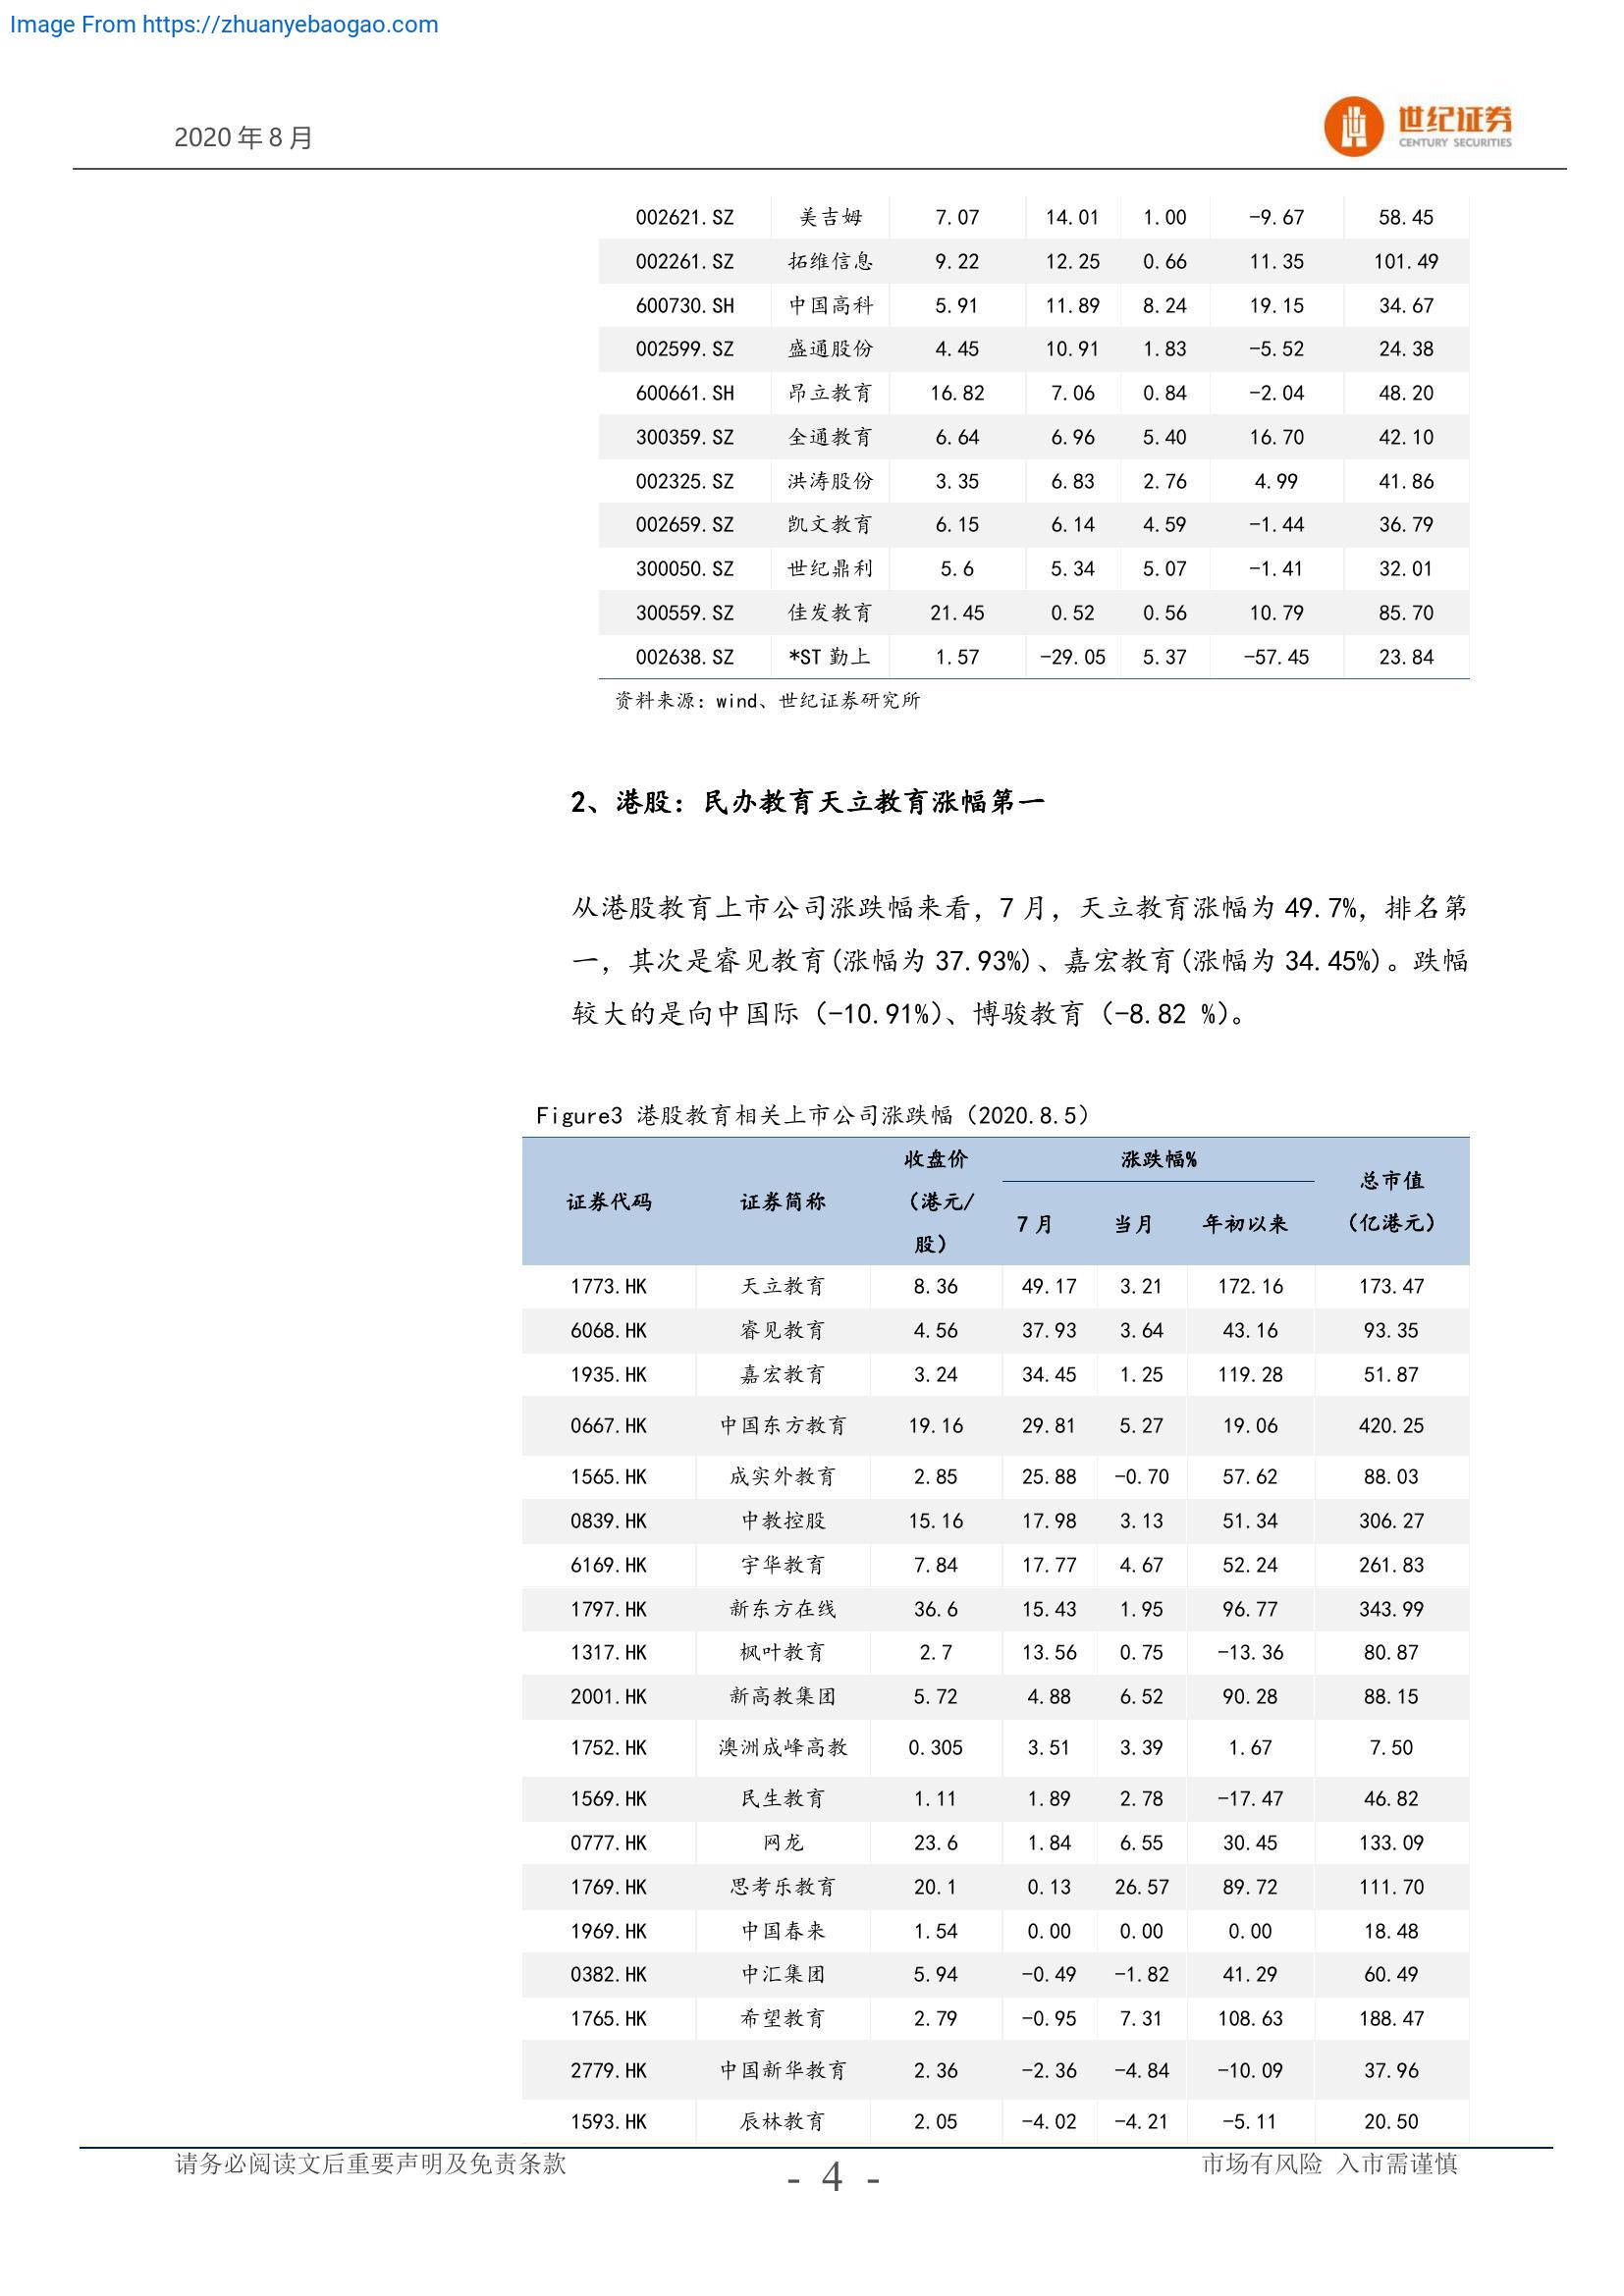 Image From https://zhuanyebaogao.com
2020 年 8 月
世纪证券
CENTURY SECURITIES
002621.SZ 美吉姆 7.07 14.01 1.00 -9.67 58.45
002261.SZ 拓维信息 9.22 12.25 0.66 11.35 101.49
600730.SH 中国高科 5.91 11.89 8.24 19.15 34.67
002599.SZ 盛通股份 4.45 10.91 1.83 -5.52 24.38
600661.SH 昂立教育 16.82 7.06 0.84 -2.04 48.20
300359.SZ 全通教育 6.64 6.96 5.40 16.70 42.10
002325.SZ 洪涛股份 3.35 6.83 2.76 4.99 41.86
002659.SZ 凯文教育 6.15 6.14 4.59 -1.44 36.79
300050.SZ 世纪鼎利 5.6 5.34 5.07 -1.41 32.01
300559.SZ 佳发教育 21.45 0.52 0.56 10.79 85.70
002638.SZ *ST 勤上 1.57 -29.05 5.37 -57.45 23.84
资料来源：wind、世纪证券研究所
2、港股：民办教育天立教育涨幅第一
从港股教育上市公司涨跌幅来看，7 月，天立教育涨幅为 49.7%，排名第
一，其次是睿见教育(涨幅为 37.93%)、嘉宏教育(涨幅为 34.45%)。跌幅
较大的是向中国际（-10.91%）、博骏教育（-8.82 %）。
Figure3 港股教育相关上市公司涨跌幅（2020.8.5）
证券代码 证券简称 收盘价（港元/股） 涨跌幅% 总市值（亿港元）
7 月 当月 年初以来
1773.HK 天立教育 8.36 49.17 3.21 172.16 173.47
6068.HK 睿见教育 4.56 37.93 3.64 43.16 93.35
1935.HK 嘉宏教育 3.24 34.45 1.25 119.28 51.87
0667.HK 中国东方教育 19.16 29.81 5.27 19.06 420.25
1565.HK 成实外教育 2.85 25.88 -0.70 57.62 88.03
0839.HK 中教控股 15.16 17.98 3.13 51.34 306.27
6169.HK 宇华教育 7.84 17.77 4.67 52.24 261.83
1797.HK 新东方在线 36.6 15.43 1.95 96.77 343.99
1317.HK 枫叶教育 2.7 13.56 0.75 -13.36 80.87
2001.HK 新高教集团 5.72 4.88 6.52 90.28 88.15
1752.HK 澳洲成峰高教 0.305 3.51 3.39 1.67 7.50
1569.HK 民生教育 1.11 1.89 2.78 -17.47 46.82
0777.HK 网龙 23.6 1.84 6.55 30.45 133.09
1769.HK 思考乐教育 20.1 0.13 26.57 89.72 111.70
1969.HK 中国春来 1.54 0.00 0.00 0.00 18.48
0382.HK 中汇集团 5.94 -0.49 -1.82 41.29 60.49
1765.HK 希望教育 2.79 -0.95 7.31 108.63 188.47
2779.HK 中国新华教育 2.36 -2.36 -4.84 -10.09 37.96
1593.HK 辰林教育 2.05 -4.02 -4.21 -5.11 20.50
请务必阅读文后重要声明及免责条款
- 4 -
市场有风险 入市需谨慎